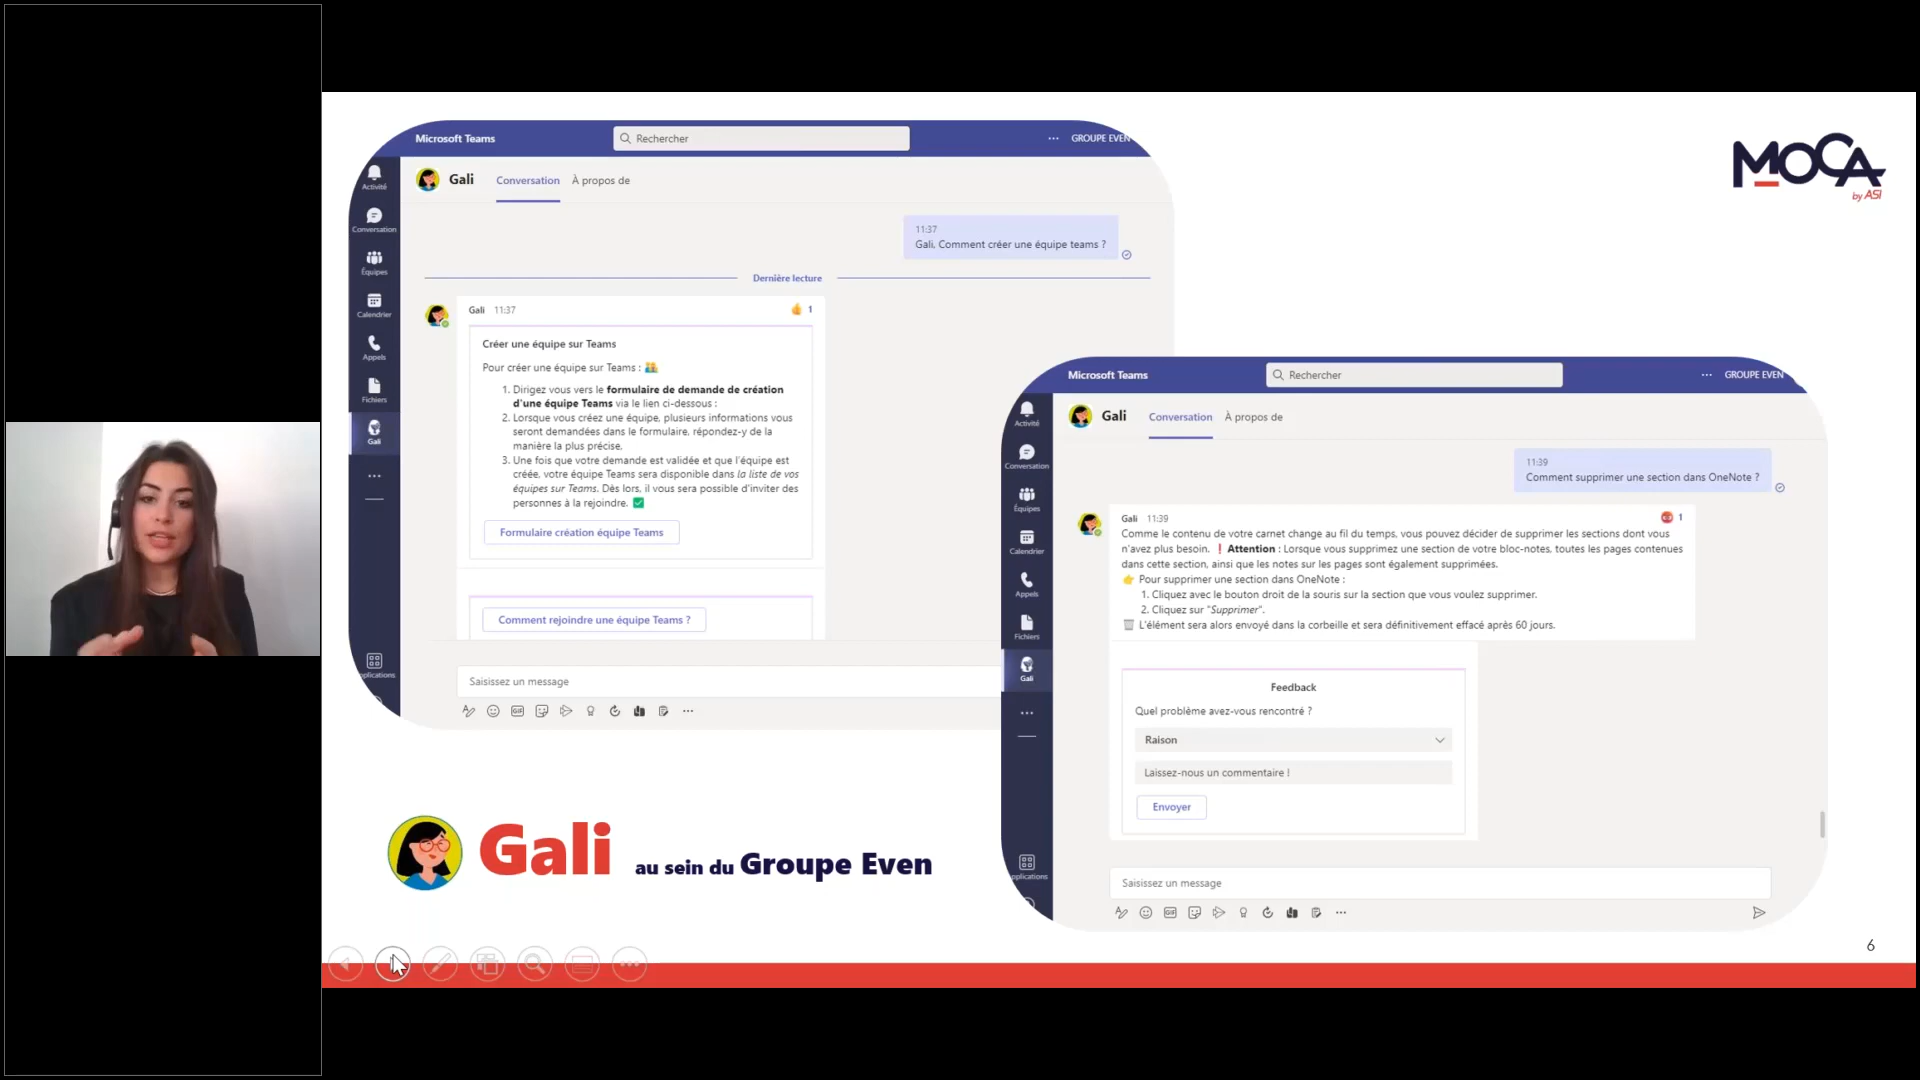 Microsoft Teams
Rechercher
GROUPE EVEN
Activité
Conversation
Équipes
Calendrier
Appels
Fichiers
Gali
Gali
Conversation
À propos de
11:37
Gali, Comment créer une équipe teams ?
Dernière lecture
Gali 11:37
1
Créer une équipe sur Teams
Pour créer une équipe sur Teams :
1. Dirigez vous vers le formulaire de demande de création
d'une équipe Teams via le lien ci-dessous :
2. Lorsque vous créez une équipe, plusieurs informations vous
seront demandées dans le formulaire, répondez-y de la
manière la plus précise.
3. Une fois que votre demande est validée et que l'équipe est
créée, votre équipe Teams sera disponible dans la liste de vos
équipes sur Teams. Dès lors, il vous sera possible d'inviter des
personnes à la rejoindre.
Formulaire création équipe Teams
Comment rejoindre une équipe Teams ?
Saisissez un message
GIF
pplications
MOCA
by ASI
Microsoft Teams
Rechercher
GROUPE EVEN
Activité
Conversation
Équipes
Calendrier
Appels
Fichiers
Gali
Gali
Conversation
À propos de
11:39
Comment supprimer une section dans OneNote ?
Gali 11:39
1
Comme le contenu de votre carnet change au fil du temps, vous pouvez décider de supprimer les sections dont vous
n'avez plus besoin. ❗ Attention : Lorsque vous supprimez une section de votre bloc-notes, toutes les pages contenues
dans cette section, ainsi que les notes sur les pages sont également supprimées.
Pour supprimer une section dans OneNote :
1. Cliquez avec le bouton droit de la souris sur la section que vous voulez supprimer.
2. Cliquez sur "Supprimer".
L'élément sera alors envoyé dans la corbeille et sera définitivement effacé après 60 jours.
Feedback
Quel problème avez-vous rencontré ?
Raison
Laissez-nous un commentaire !
Envoyer
Saisissez un message
GIF
pplications
Gali au sein du Groupe Even
6